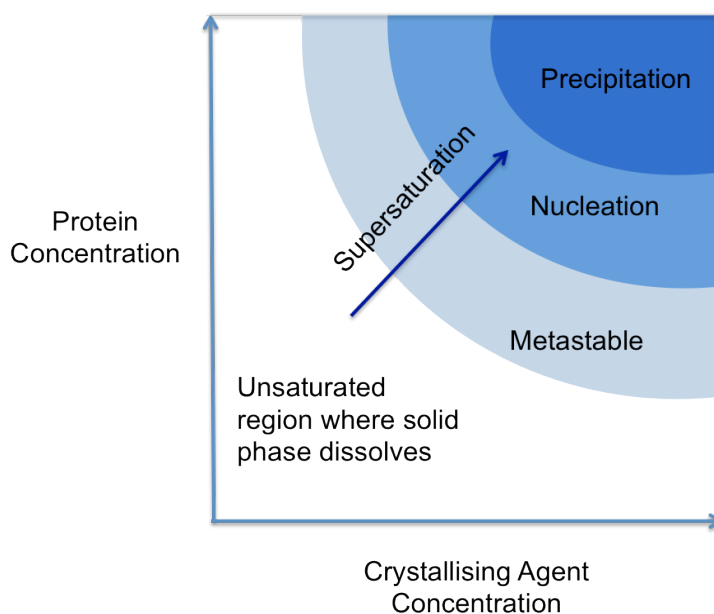 Precipitation
Supersaturation
Nucleation
Protein
Concentration
Metastable
Unsaturated
region where solid
phase dissolves
Crystallising Agent
Concentration